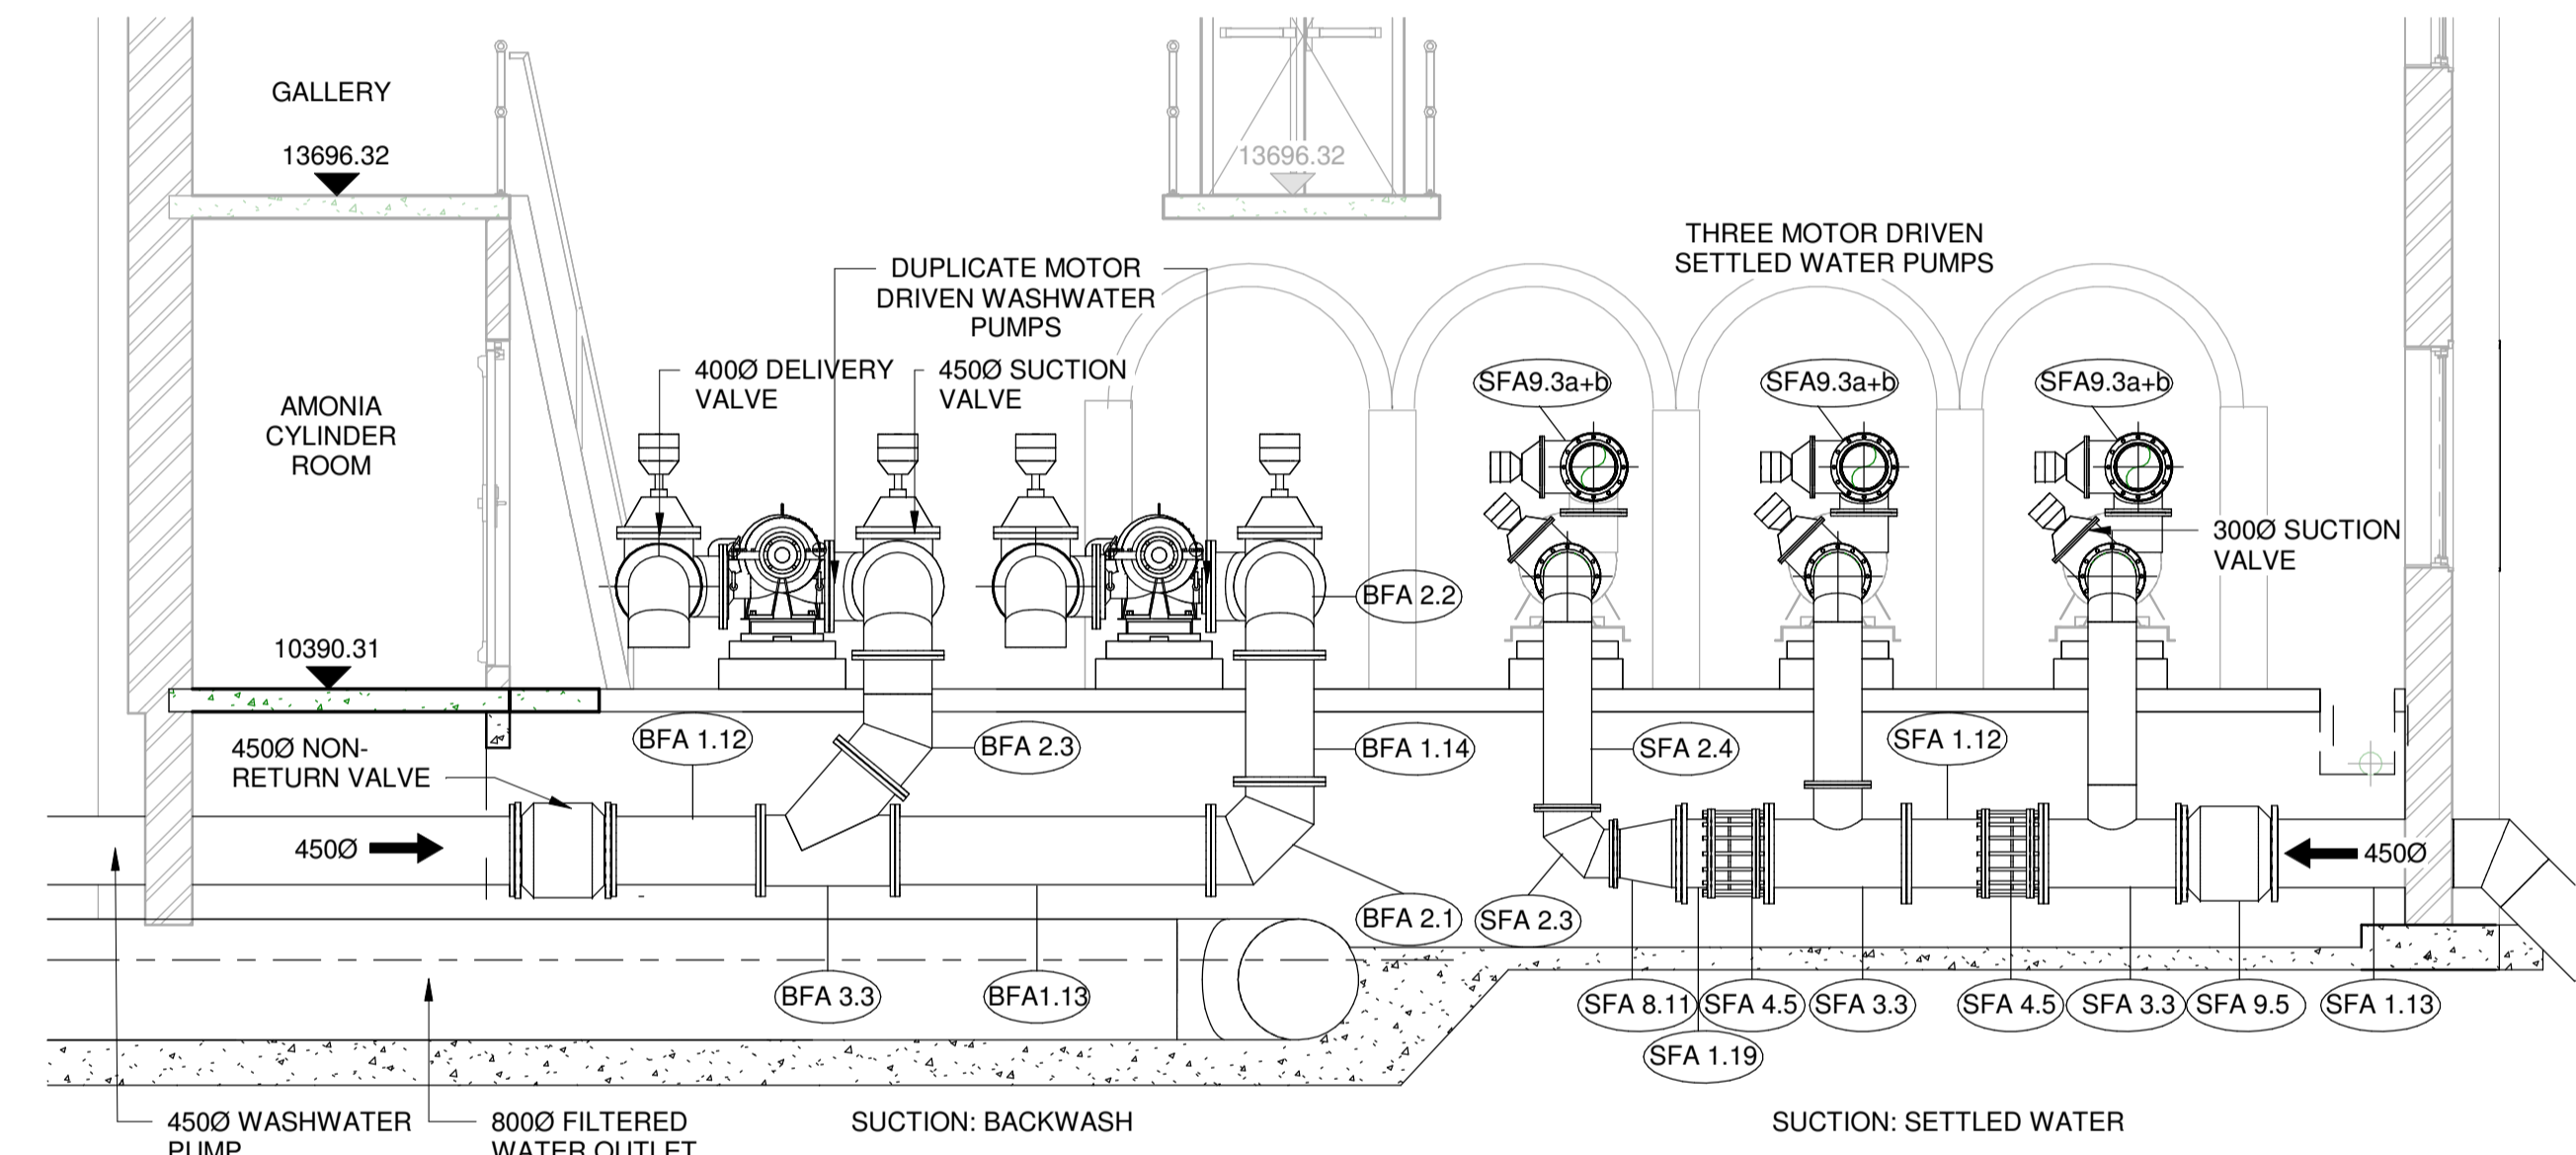 GALLERY
13696.32
13696.32
THREE MOTOR DRIVEN
SETTLED WATER PUMPS
DUPLICATE MOTOR
DRIVEN WASHWATER
PUMPS
400Ø DELIVERY
VALVE
450Ø SUCTION
VALVE
SFA9.3a+b
SFA9.3a+b
SFA9.3a+b
AMONIA
CYLINDER
ROOM
300Ø SUCTION
VALVE
BFA 2.2
10390.31
450Ø NON-
RETURN VALVE
BFA 1.12
BFA 2.3
BFA 1.14
SFA 2.4
SFA 1.12
450Ø
450Ø
BFA 2.1
SFA 2.3
BFA 3.3
BFA1.13
SFA 8.11
SFA 4.5
SFA 3.3
SFA 4.5
SFA 3.3
SFA 9.5
SFA 1.13
SFA 1.19
450Ø WASHWATER
PUMP
800Ø FILTERED
WATER OUTLET
SUCTION: BACKWASH
SUCTION: SETTLED WATER